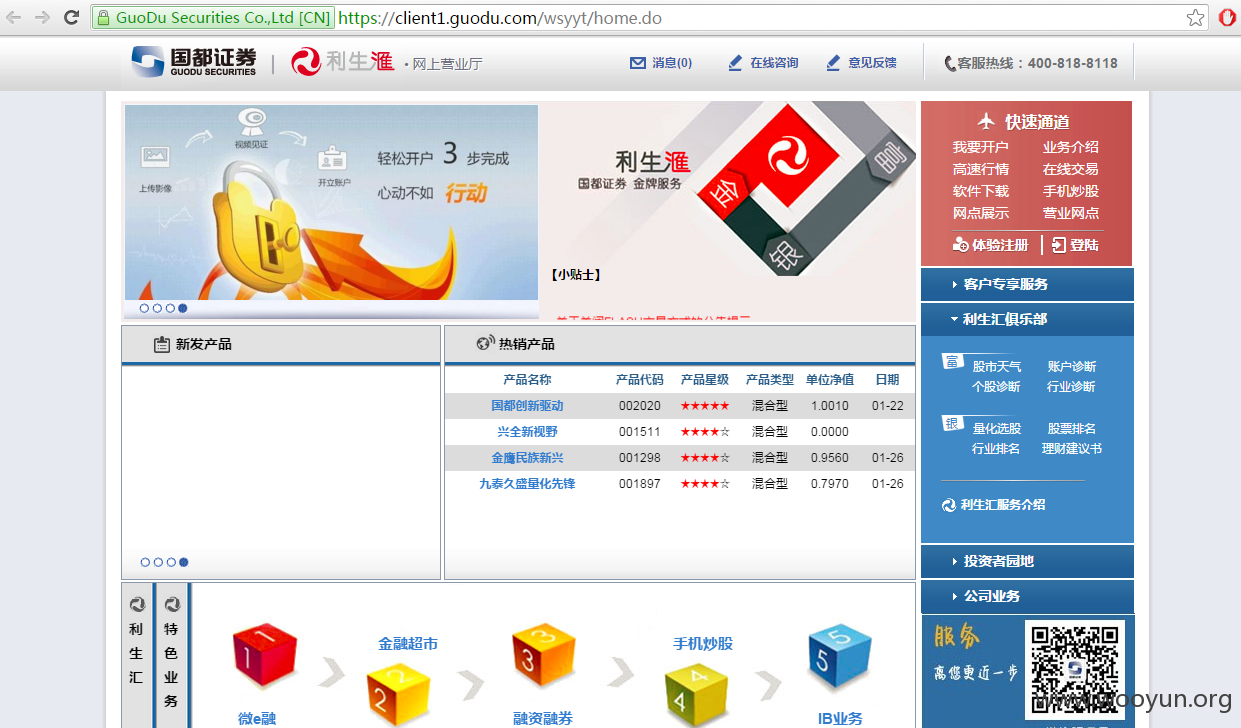 GuoDu Securities Co.,Ltd [CN] https://client1.guodu.com/wsyyt/home.do
国都证券 GUODU SECURITIES 利生滙 · 网上营业厅
消息(0) 在线咨询 意见反馈 客服热线：400-818-8118
上传影像 视频见证 开立账户
轻松开户 3 步完成
心动不如 行动
利生滙
国都证券 金牌服务
金 银
【小贴士】
快速通道
我要开户 业务介绍
高速行情 在线交易
软件下载 手机炒股
网点展示 营业网点
体验注册 登陆
客户专享服务
利生汇俱乐部
富 股市天气 账户诊断
个股诊断 行业诊断
银 量化选股 股票排名
行业排名 理财建议书
利生汇服务介绍
投资者园地
公司业务
服务
离您更近一步
新发产品
热销产品
产品名称 产品代码 产品星级 产品类型 单位净值 日期
国都创新驱动 002020 ★★★★★ 混合型 1.0010 01-22
兴全新视野 001511 ★★★★☆ 混合型 0.0000
金鹰民族新兴 001298 ★★★★☆ 混合型 0.9560 01-26
九泰久盛量化先锋 001897 ★★★★☆ 混合型 0.7970 01-26
利生汇
特色业务
1 微e融
金融超市 2
3 融资融券
手机炒股 4
5 IB业务
www.wooyun.org